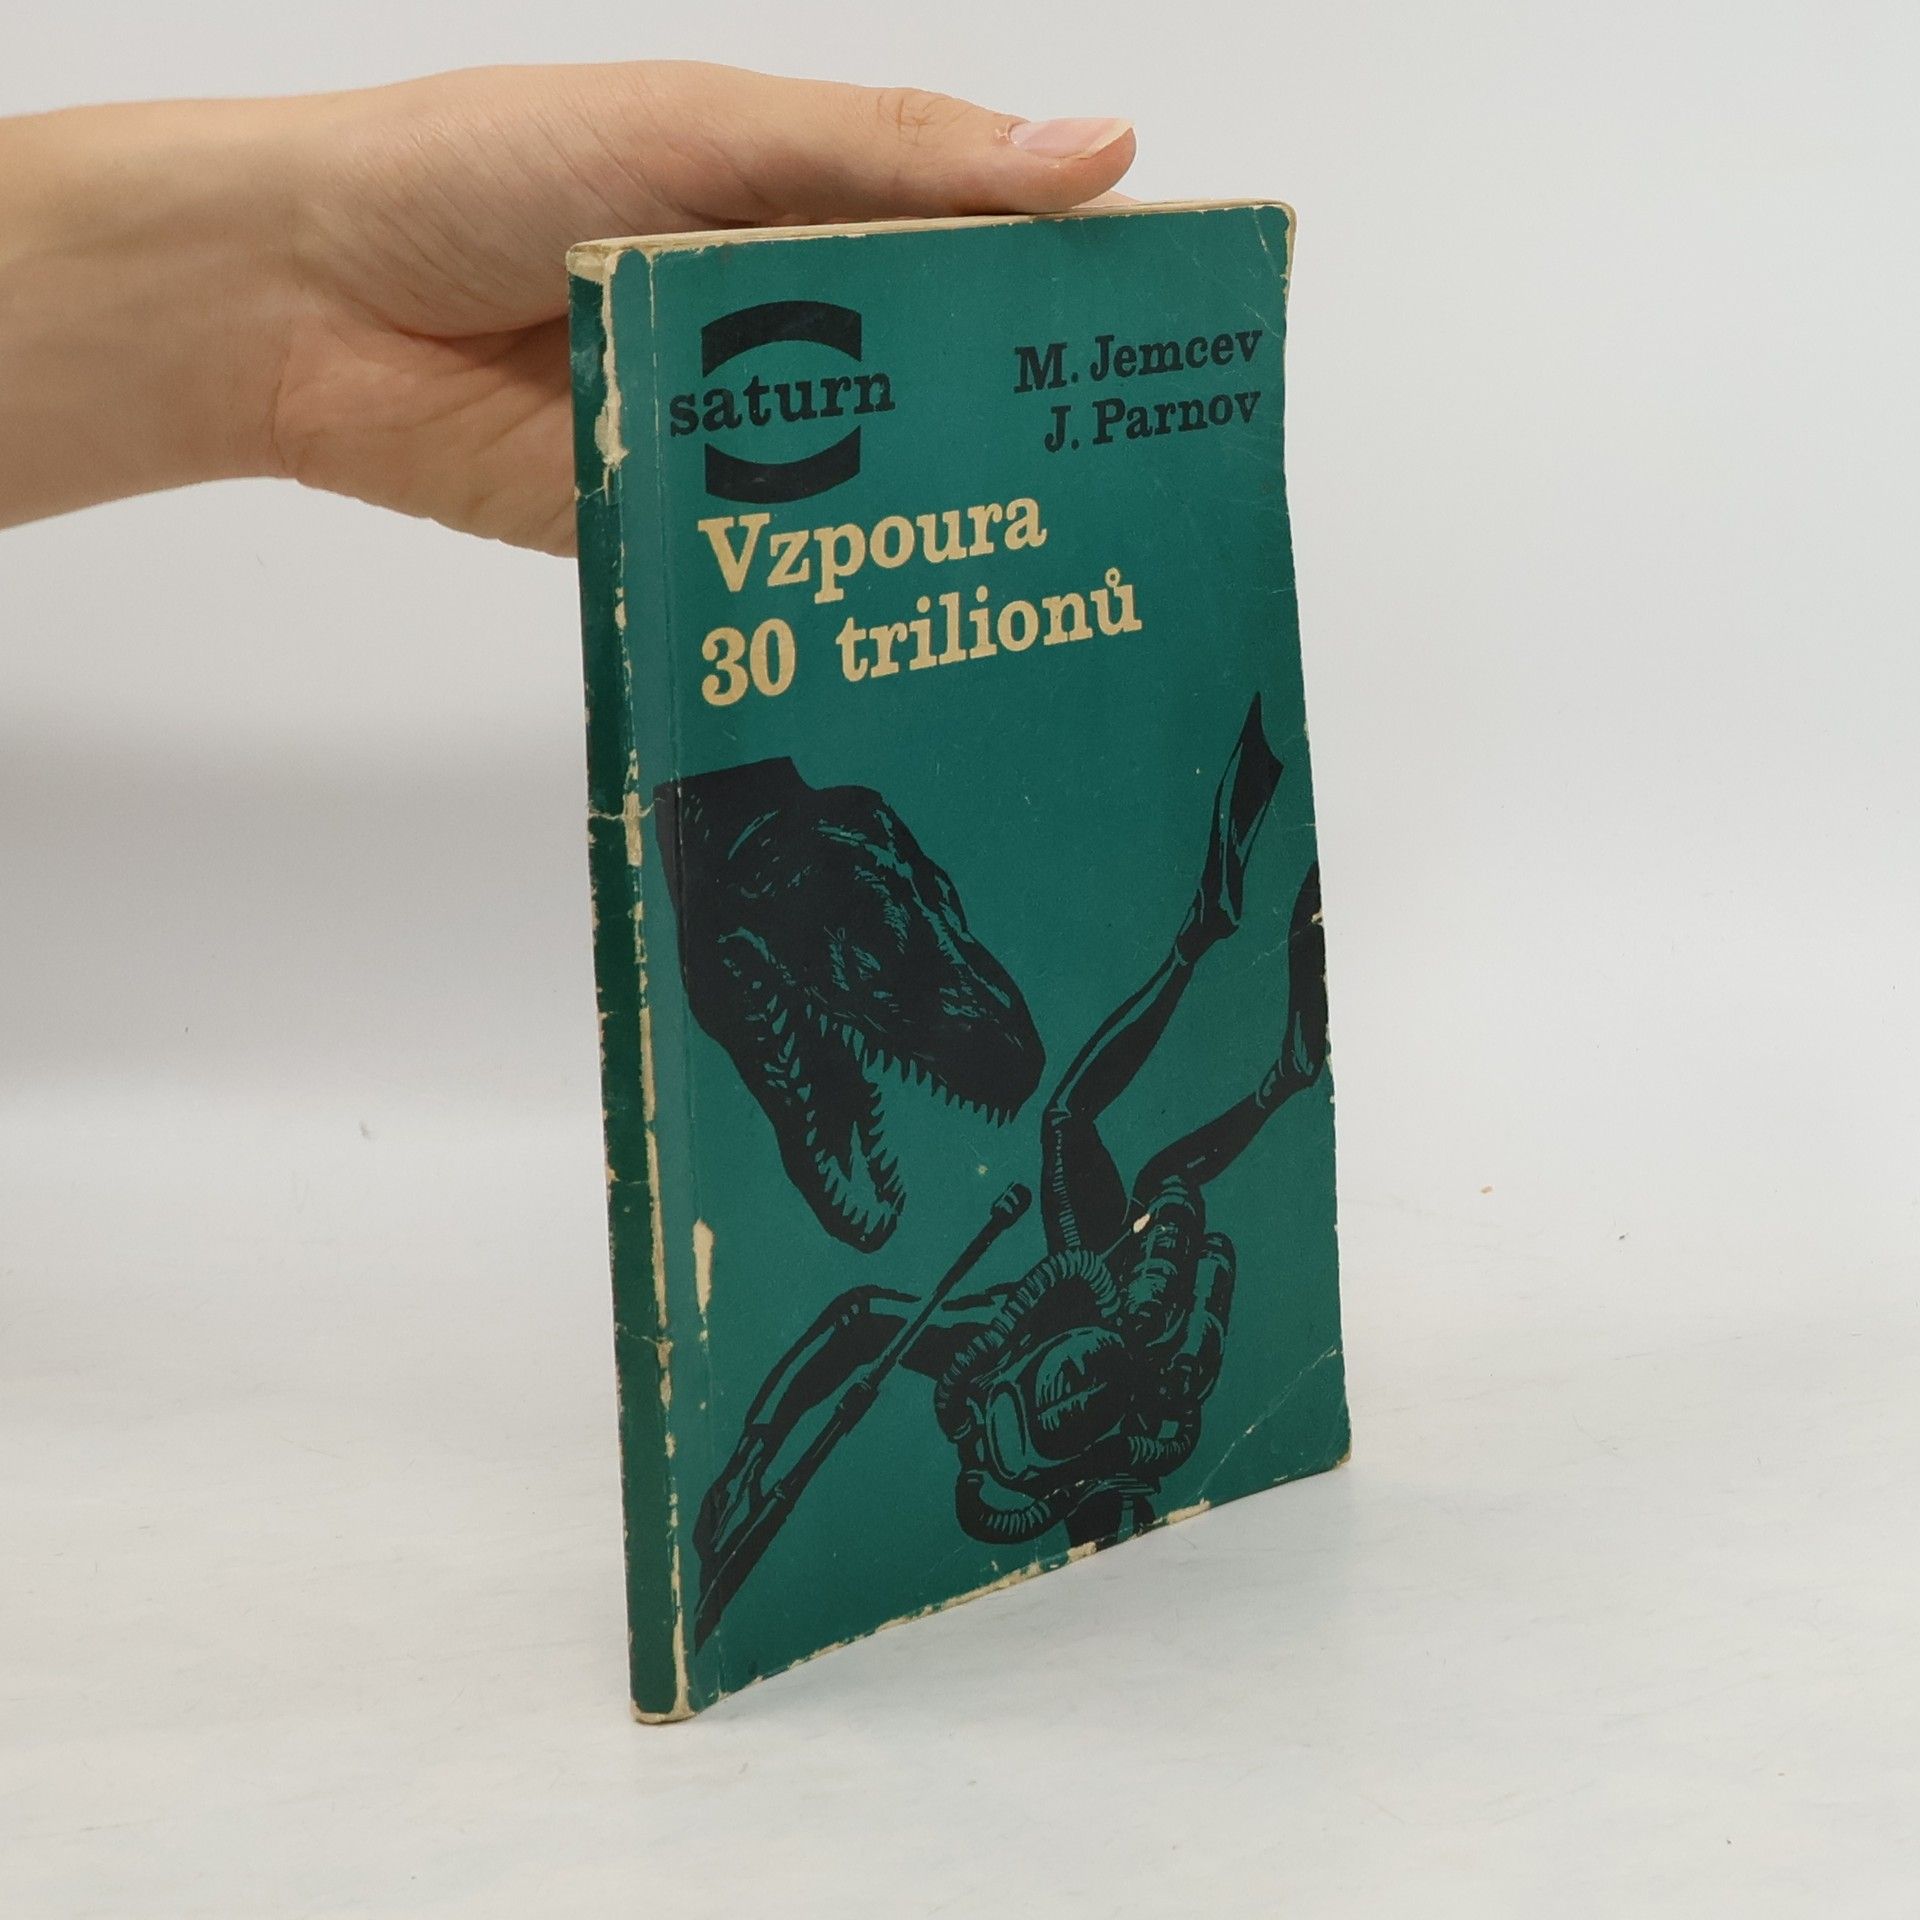 saturn
M. Jemcev
J. Parnov
Vzpoura
30 trilionů